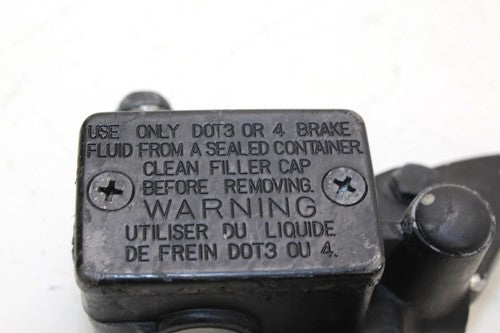 USE ONLY DOT3 OR 4 BRAKE
FLUID FROM A SEALED CONTAINER.
CLEAN FILLER CAP
BEFORE REMOVING.
WARNING
UTILISER DU LIQUIDE
DE FREIN DOT3 OU 4.